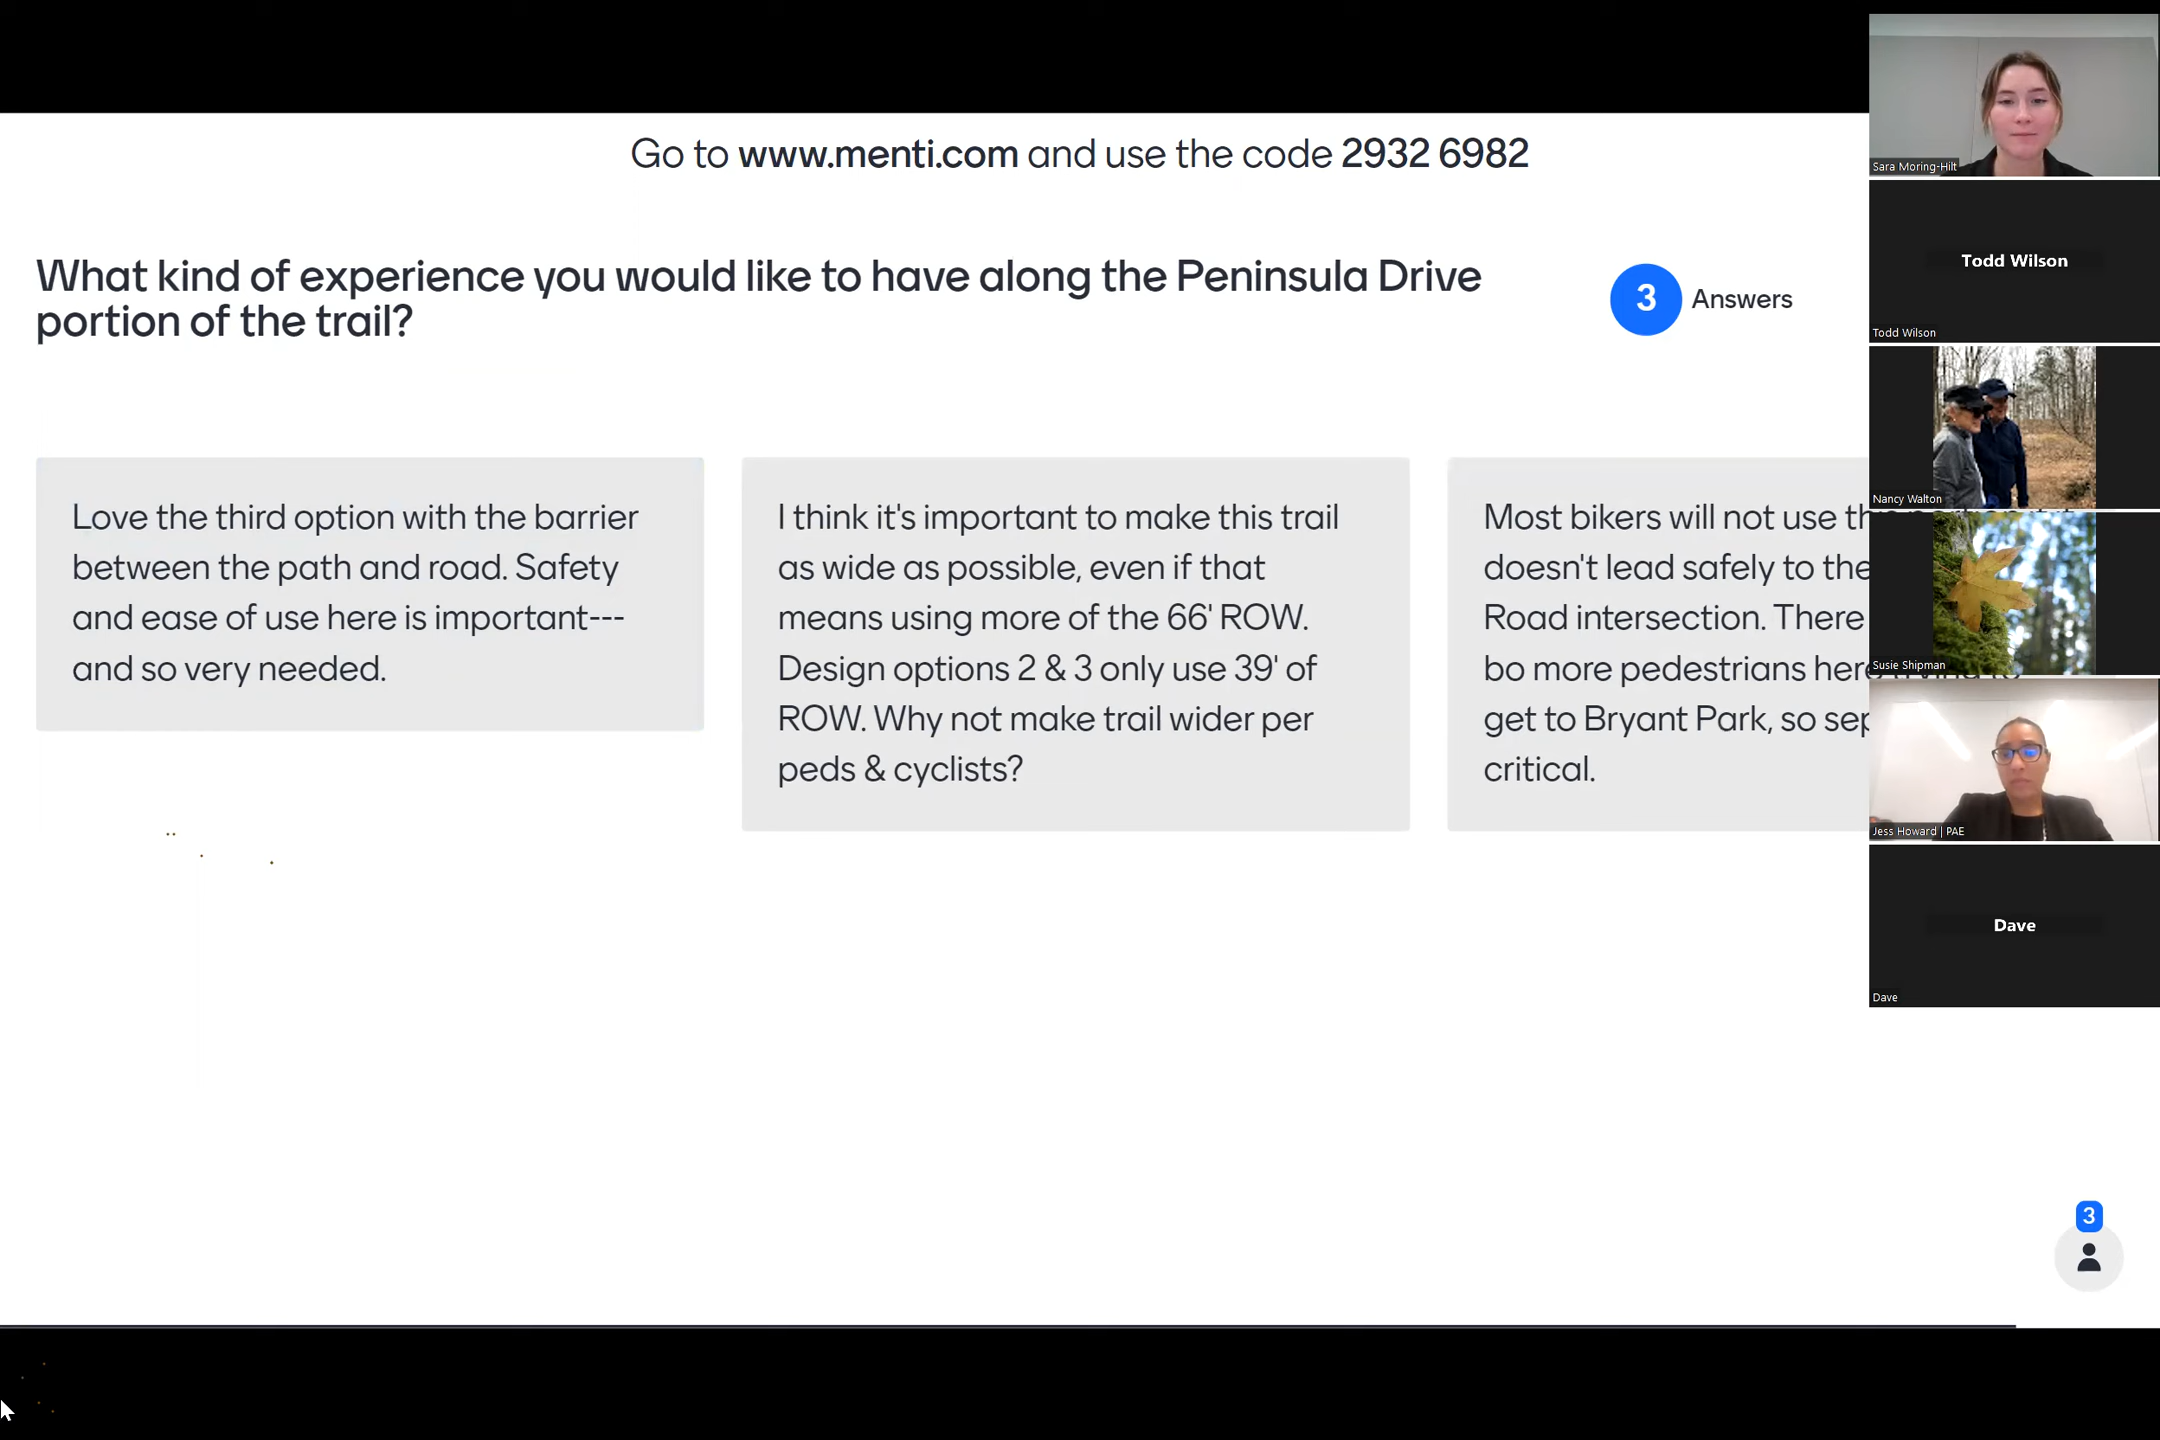 Go to www.menti.com and use the code 2932 6982
What kind of experience you would like to have along the Peninsula Drive
portion of the trail?
3 Answers
Love the third option with the barrier
between the path and road. Safety
and ease of use here is important---
and so very needed.
I think it's important to make this trail
as wide as possible, even if that
means using more of the 66' ROW.
Design options 2 & 3 only use 39' of
ROW. Why not make trail wider per
peds & cyclists?
Most bikers will not use
doesn't lead safely to the
Road intersection. There
bo more pedestrians here trying to
get to Bryant Park, so
critical.
Sara Moring-Hilt
Todd Wilson
Todd Wilson
Nancy Walton
Susie Shipman
Jess Howard | PAE
Dave
Dave
3